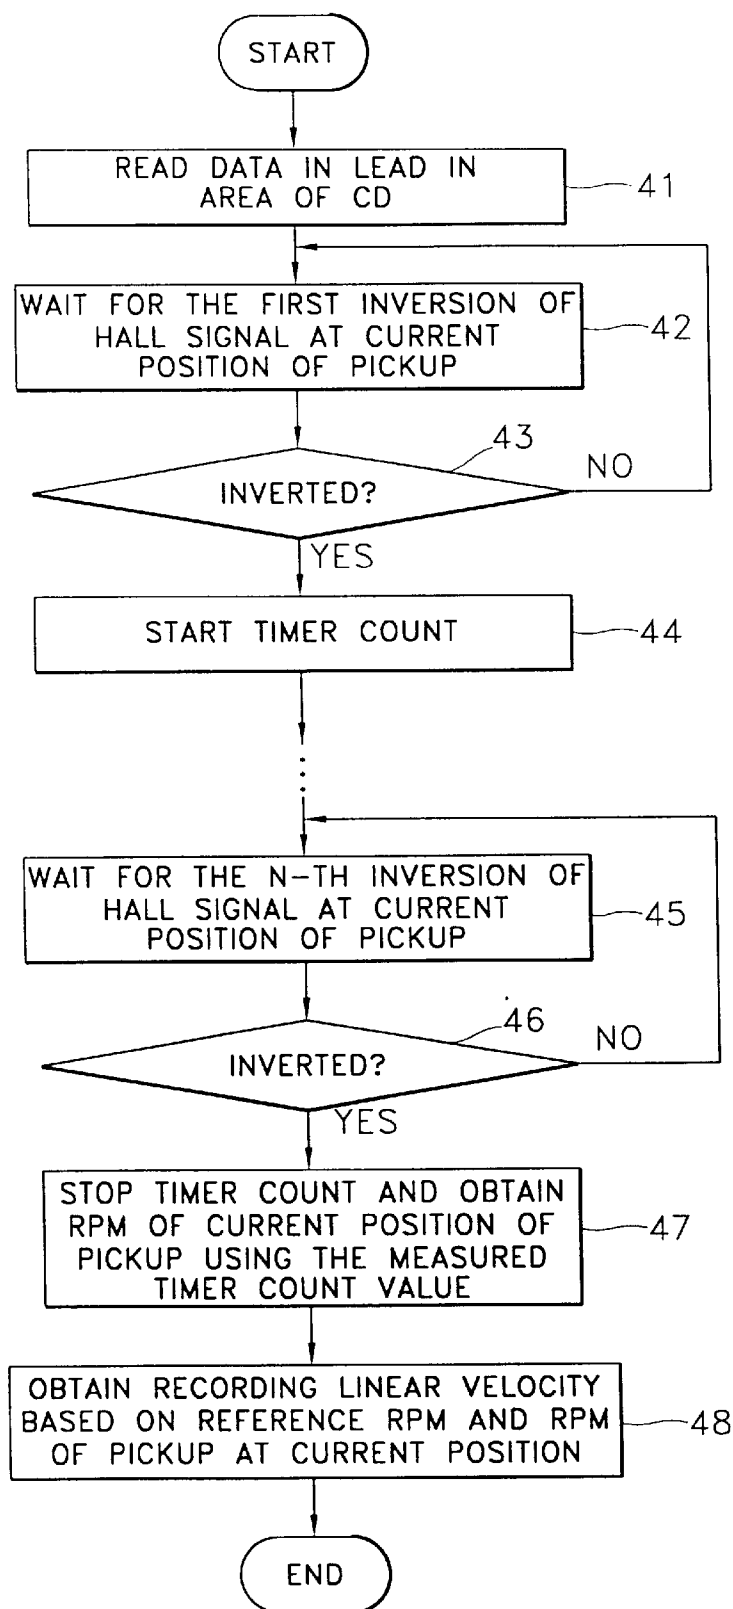 START
READ DATA IN LEAD IN
AREA OF CD
41
WAIT FOR THE FIRST INVERSION OF
HALL SIGNAL AT CURRENT
POSITION OF PICKUP
42
43
INVERTED?
NO
YES
START TIMER COUNT
44
WAIT FOR THE N-TH INVERSION OF
HALL SIGNAL AT CURRENT
POSITION OF PICKUP
45
46
INVERTED?
NO
YES
STOP TIMER COUNT AND OBTAIN
RPM OF CURRENT POSITION OF
PICKUP USING THE MEASURED
TIMER COUNT VALUE
47
OBTAIN RECORDING LINEAR VELOCITY
BASED ON REFERENCE RPM AND RPM
OF PICKUP AT CURRENT POSITION
48
END